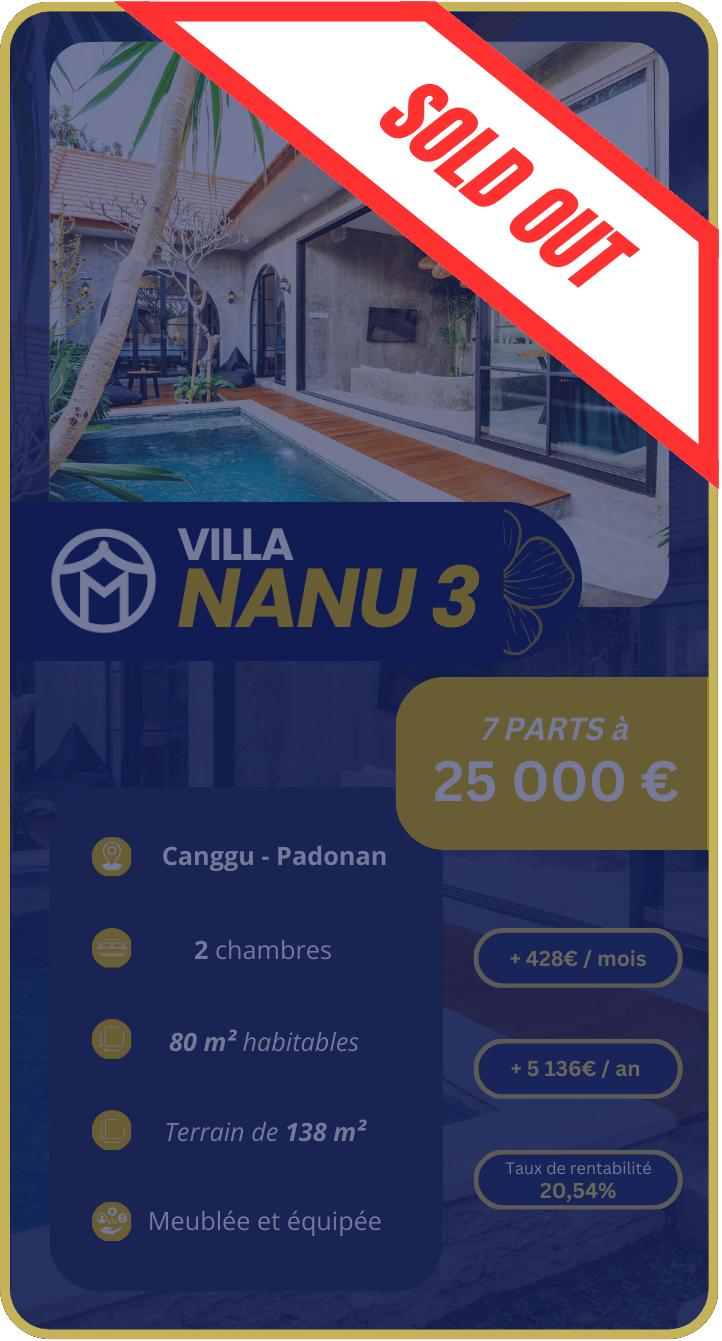 SOLD OUT
VILLA
NANU 3
7 PARTS à
25 000 €
Canggu - Padonan
2 chambres
80 m² habitables
Terrain de 138 m²
Meublée et équipée
+ 428€ / mois
+ 5 136€ / an
Taux de rentabilité
20,54%